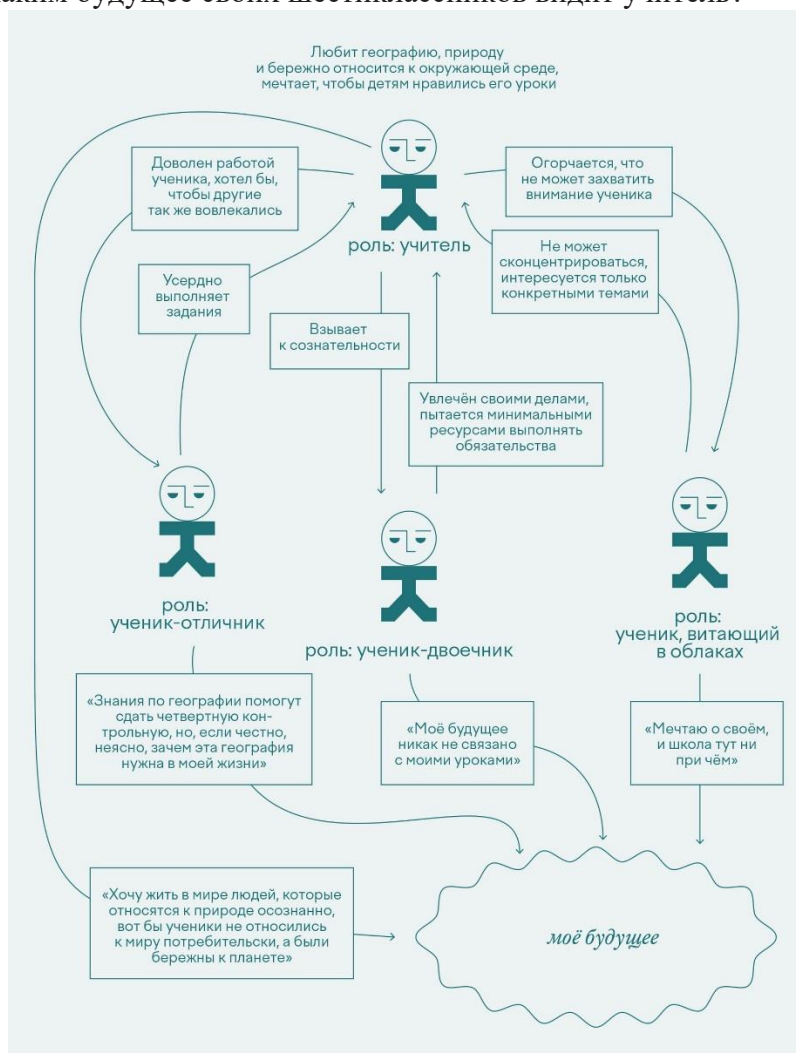 аким будущее своих шестиклассников видит учитель?
Любит географию, природу
и бережно относится к окружающей среде,
мечтает, чтобы детям нравились его уроки
Доволен работой
ученика, хотел бы,
чтобы другие
так же вовлекались
Огорчается, что
не может захватить
внимание ученика
роль: учитель
Усердно
выполняет
задания
Не может
сконцентрироваться,
интересуется только
конкретными темами
Взывает
к сознательности
Увлечён своими делами,
пытается минимальными
ресурсами выполнять
обязательства
роль:
ученик-отличник
роль: ученик-двоечник
роль:
ученик, витающий
в облаках
«Знания по географии помогут
сдать четвертную кон-
трольную, но, если честно,
неясно, зачем эта география
нужна в моей жизни»
«Моё будущее
никак не связано
с моими уроками»
«Мечтаю о своём,
и школа тут ни
при чём»
«Хочу жить в мире людей, которые
относятся к природе осознанно,
вот бы ученики не относились
к миру потребительски, а были
бережны к планете»
моё будущее